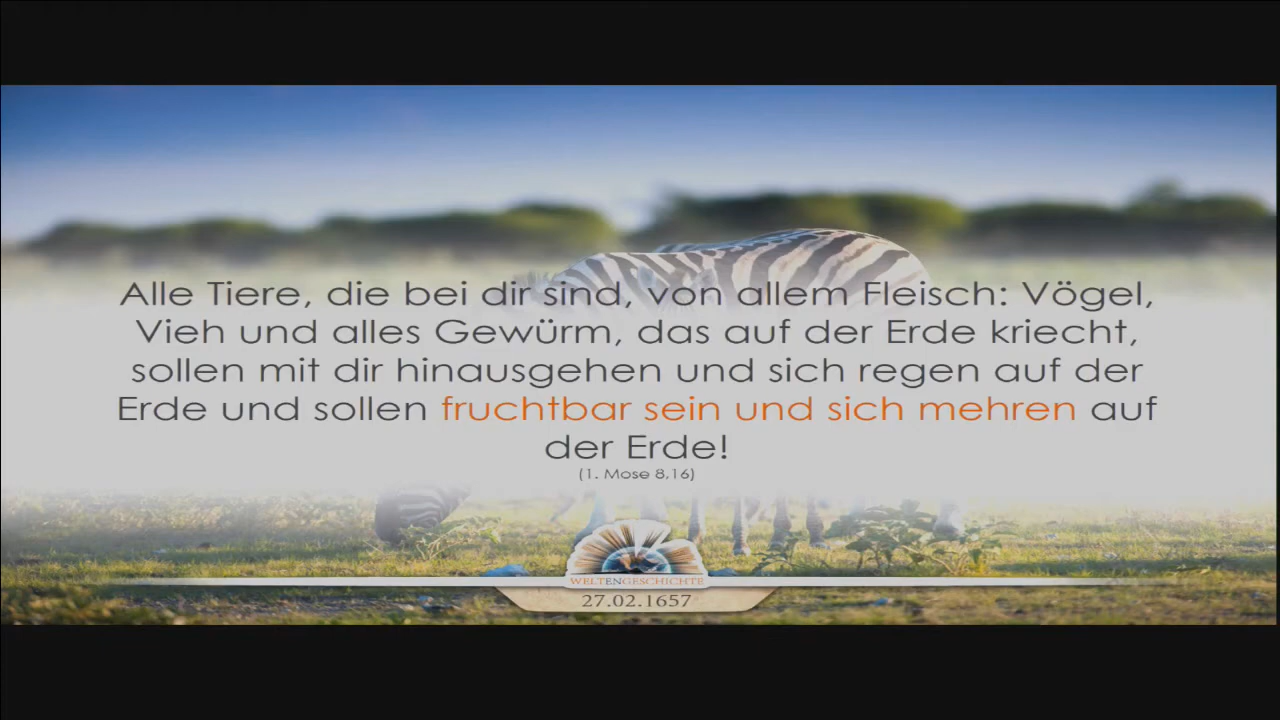 Alle Tiere, die bei dir sind, von allem Fleisch: Vögel,
Vieh und alles Gewürm, das auf der Erde kriecht,
sollen mit dir hinausgehen und sich regen auf der
Erde und sollen fruchtbar sein und sich mehren auf
der Erde!
(1. Mose 8,16)
WELTENGESCHICHTE
27.02.1657